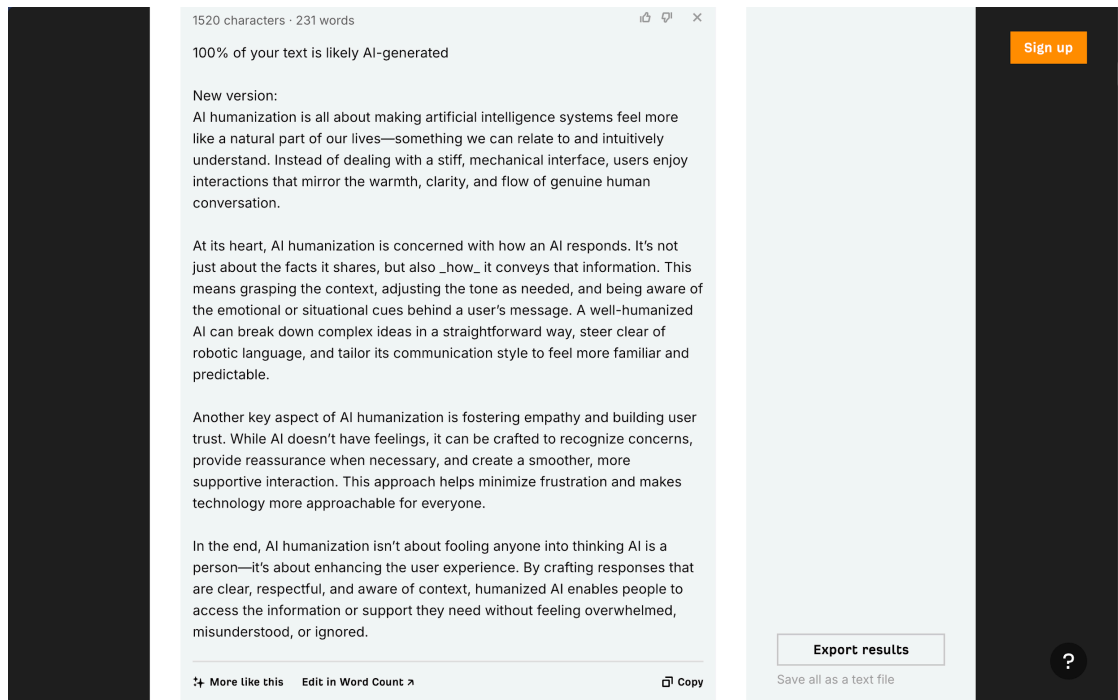 1520 characters · 231 words
Sign up
100% of your text is likely AI-generated
New version:
AI humanization is all about making artificial intelligence systems feel more
like a natural part of our lives—something we can relate to and intuitively
understand. Instead of dealing with a stiff, mechanical interface, users enjoy
interactions that mirror the warmth, clarity, and flow of genuine human
conversation.
At its heart, AI humanization is concerned with how an AI responds. It’s not
just about the facts it shares, but also _how_ it conveys that information. This
means grasping the context, adjusting the tone as needed, and being aware of
the emotional or situational cues behind a user’s message. A well-humanized
AI can break down complex ideas in a straightforward way, steer clear of
robotic language, and tailor its communication style to feel more familiar and
predictable.
Another key aspect of AI humanization is fostering empathy and building user
trust. While AI doesn’t have feelings, it can be crafted to recognize concerns,
provide reassurance when necessary, and create a smoother, more
supportive interaction. This approach helps minimize frustration and makes
technology more approachable for everyone.
In the end, AI humanization isn’t about fooling anyone into thinking AI is a
person—it’s about enhancing the user experience. By crafting responses that
are clear, respectful, and aware of context, humanized AI enables people to
access the information or support they need without feeling overwhelmed,
misunderstood, or ignored.
More like this
Edit in Word Count ↗
Copy
Export results
Save all as a text file
?